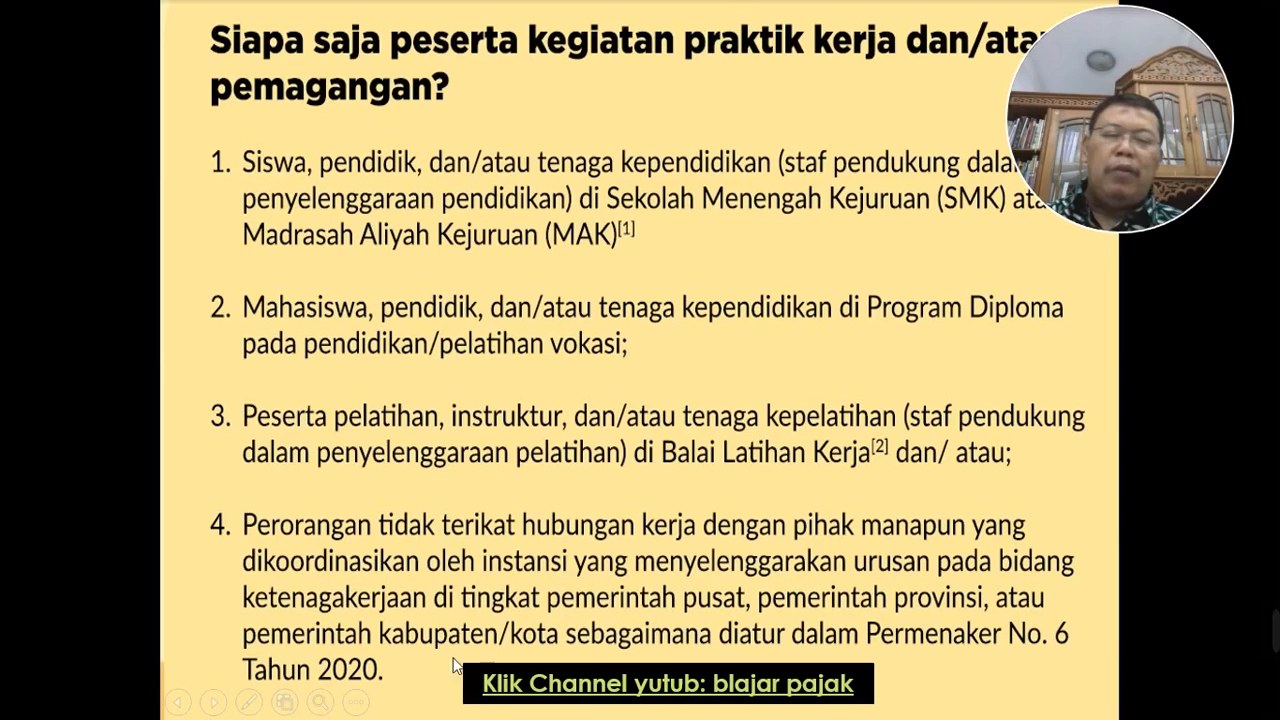 Siapa saja peserta kegiatan praktik kerja dan/atau
pemagangan?
1. Siswa, pendidik, dan/atau tenaga kependidikan (staf pendukung dalam
penyelenggaraan pendidikan) di Sekolah Menengah Kejuruan (SMK) atau
Madrasah Aliyah Kejuruan (MAK)[1]
2. Mahasiswa, pendidik, dan/atau tenaga kependidikan di Program Diploma
pada pendidikan/pelatihan vokasi;
3. Peserta pelatihan, instruktur, dan/atau tenaga kepelatihan (staf pendukung
dalam penyelenggaraan pelatihan) di Balai Latihan Kerja[2] dan/ atau;
4. Perorangan tidak terikat hubungan kerja dengan pihak manapun yang
dikoordinasikan oleh instansi yang menyelenggarakan urusan pada bidang
ketenagakerjaan di tingkat pemerintah pusat, pemerintah provinsi, atau
pemerintah kabupaten/kota sebagaimana diatur dalam Permenaker No. 6
Tahun 2020.
Klik Channel yutub: blajar pajak